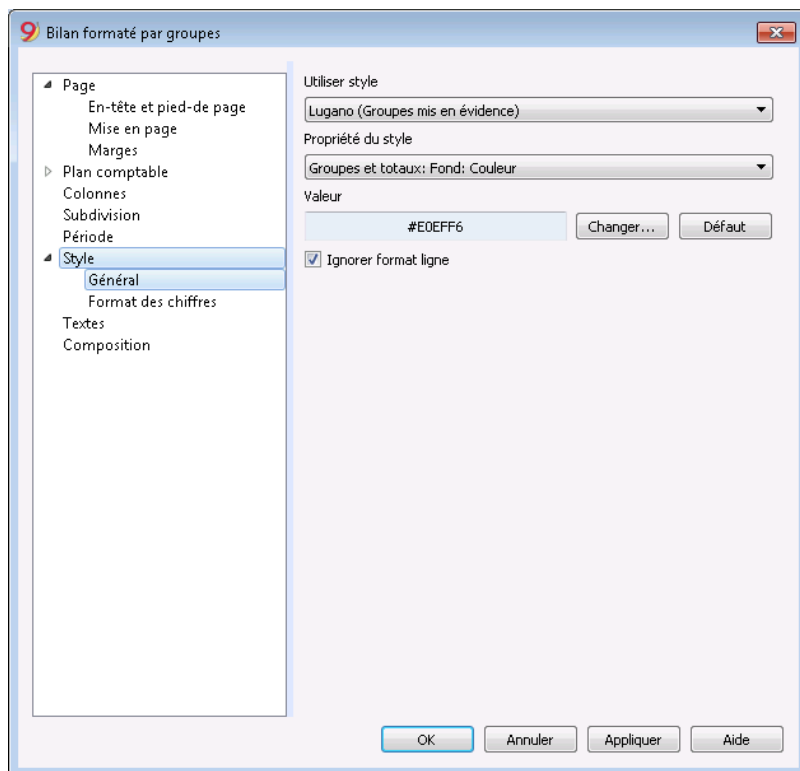 9 Bilan formaté par groupes
Page
En-tête et pied-de page
Mise en page
Marges
Plan comptable
Colonnes
Subdivision
Période
Style
Général
Format des chiffres
Textes
Composition
Utiliser style
Lugano (Groupes mis en évidence)
Propriété du style
Groupes et totaux: Fond: Couleur
Valeur
#E0EFF6 Changer... Défaut
Ignorer format ligne
OK Annuler Appliquer Aide